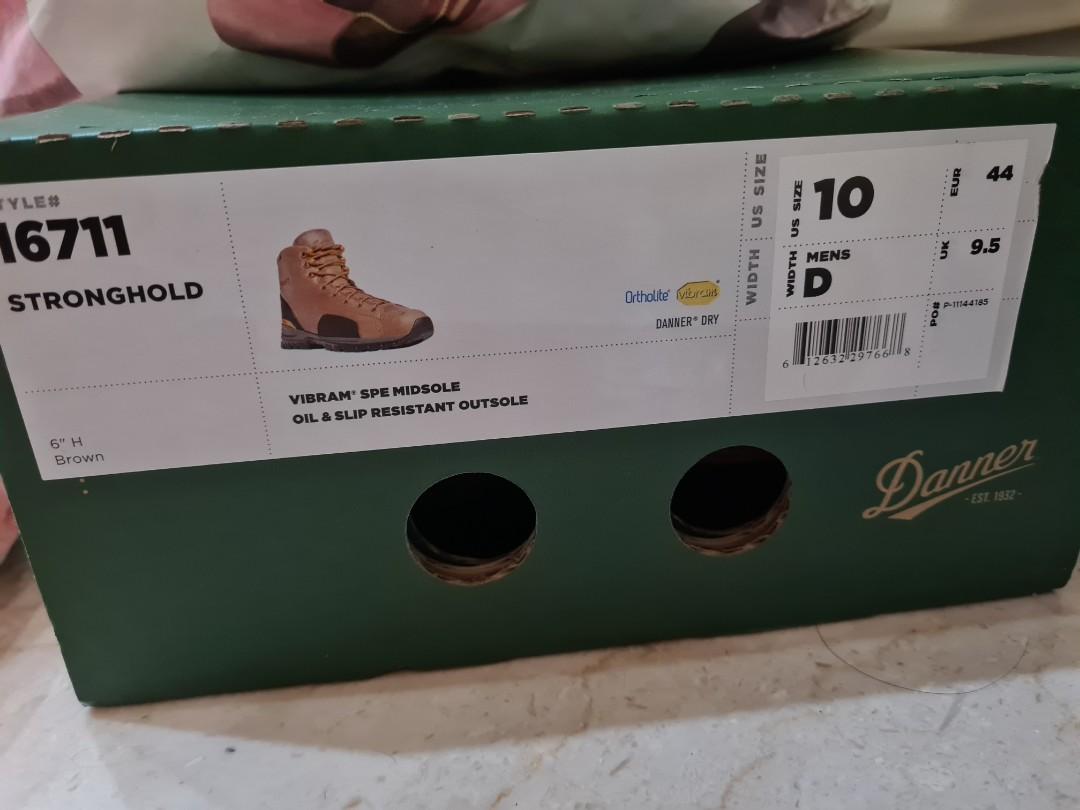 TYLE#
16711
STRONGHOLD
6" H
Brown
Ortholite® vibram®
DANNER® DRY
VIBRAM® SPE MIDSOLE
OIL & SLIP RESISTANT OUTSOLE
US SIZE
WIDTH
US SIZE
10
WIDTH
MENS
D
EUR
44
UK
9.5
PO# P-11144185
6 12632 29766 8
Danner
- EST. 1932 -